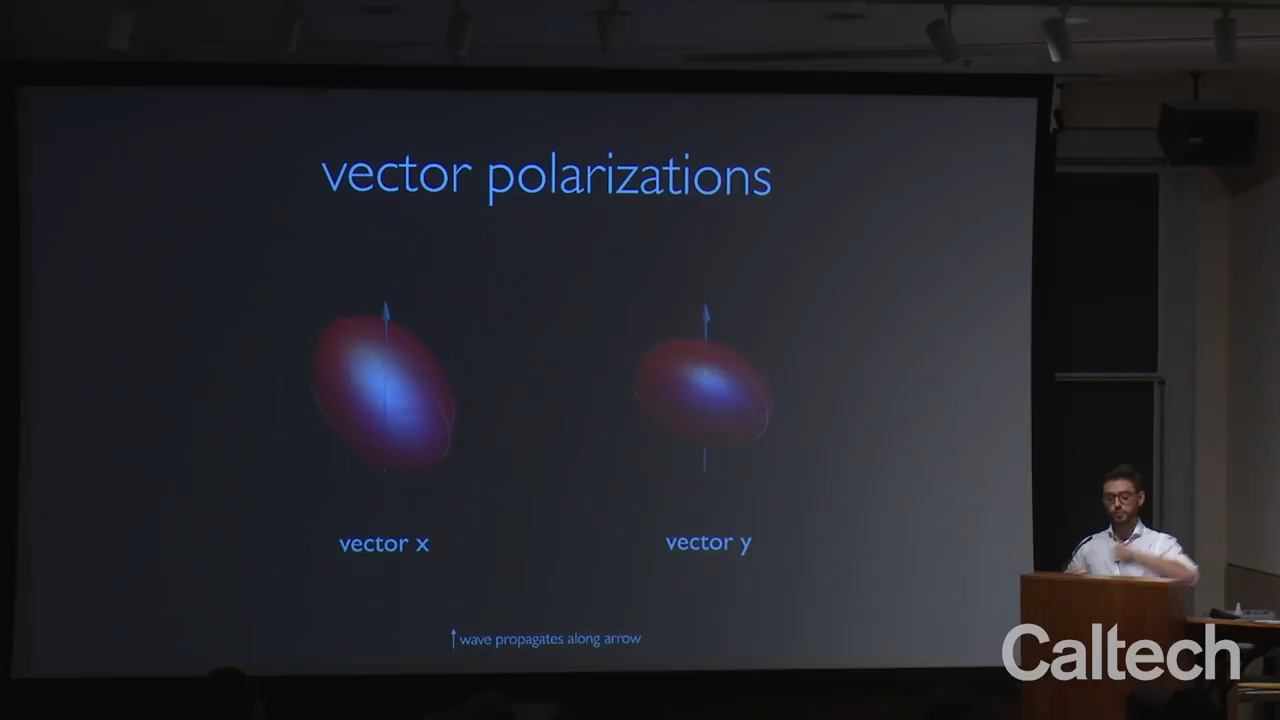 vector polarizations
vector x
vector y
wave propagates along arrow
Caltech